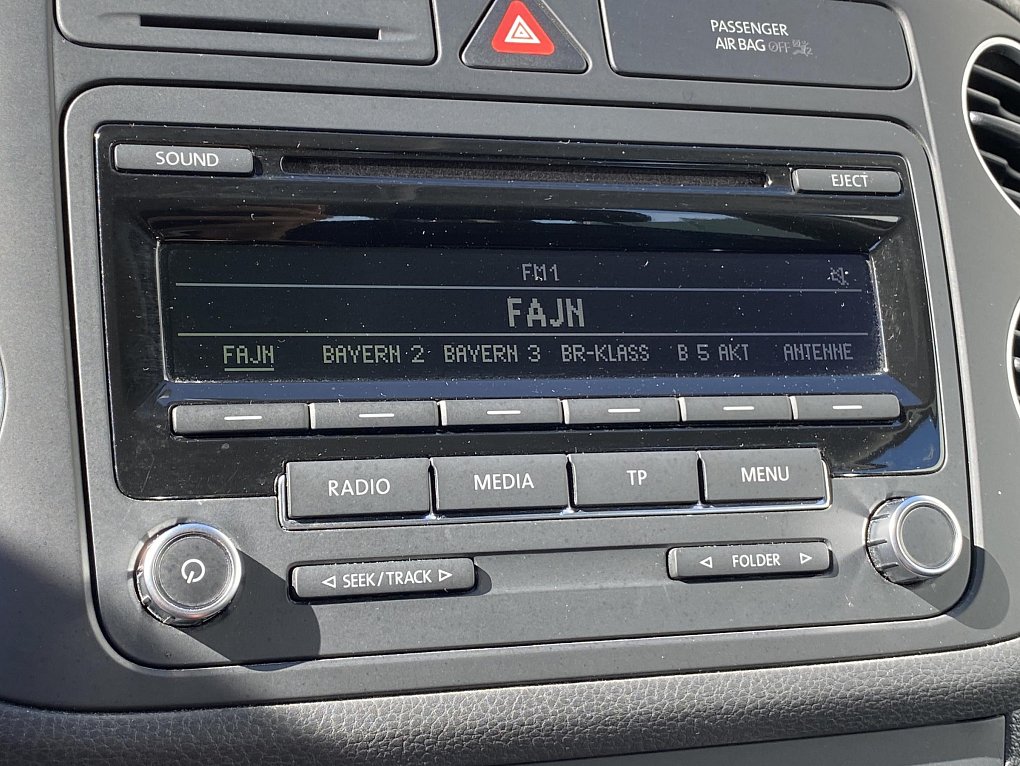 PASSENGER
AIR BAG OFF
SOUND
EJECT
FM1
FAJN
FAJN BAYERN 2 BAYERN 3 BR-KLASS B 5 AKT ANTENNE
RADIO MEDIA TP MENU
SEEK/TRACK FOLDER